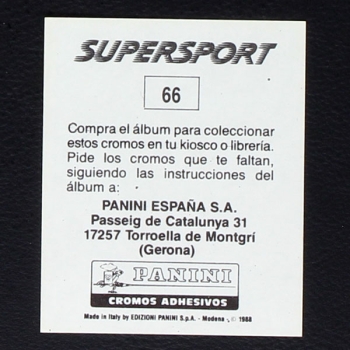 SUPERSPORT
66
Compra el álbum para coleccionar
estos cromos en tu kiosco o librería.
Pide los cromos que te faltan,
siguiendo las instrucciones del
álbum a:
PANINI ESPAÑA S.A.
Passeig de Catalunya 31
17257 Torroella de Montgrí
(Gerona)
PANINI
CROMOS ADHESIVOS
Made in Italy by EDIZIONI PANINI S.p.A. - Modena © 1988